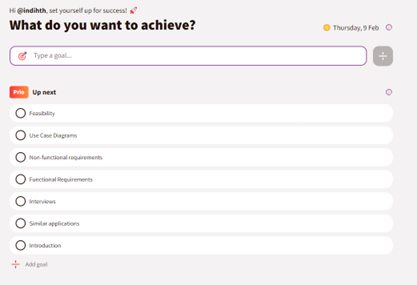 Hi @indihth, set yourself up for success! 🚀
What do you want to achieve?
Thursday, 9 Feb
Type a goal...
Prio Up next
Feasibility
Use Case Diagrams
Non-functional requirements
Functional Requirements
Interviews
Similar applications
Introduction
Add goal